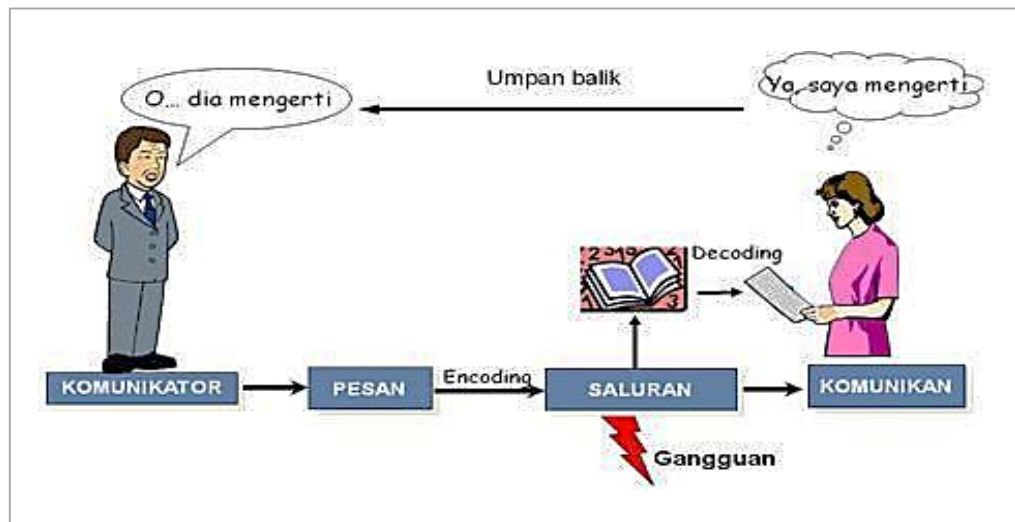 Umpan balik
O... dia mengerti
Ya, saya mengerti
Decoding
KOMUNIKATOR
PESAN
Encoding
SALURAN
KOMUNIKAN
Gangguan